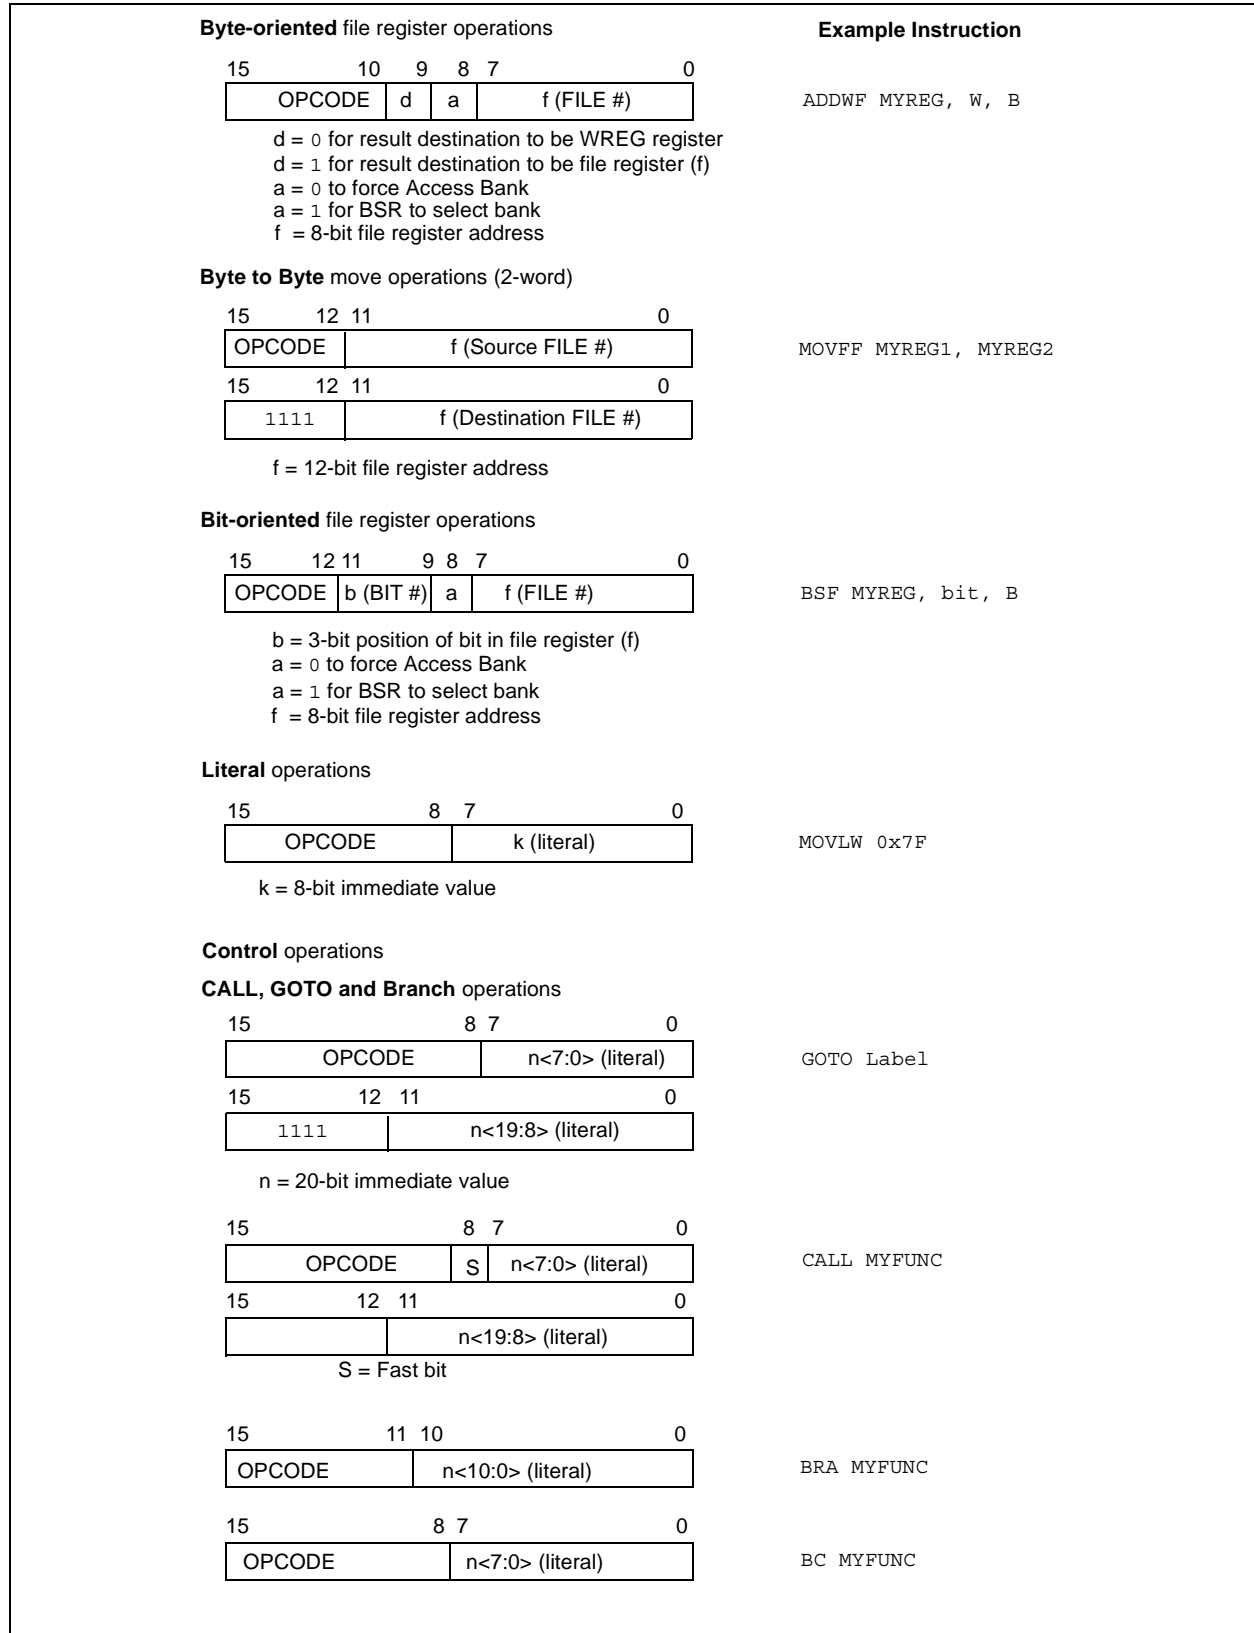 Byte-oriented file register operations
Example Instruction
15 10 9 8 7 0
OPCODE d a f (FILE #)
ADDWF MYREG, W, B
d = 0 for result destination to be WREG register
d = 1 for result destination to be file register (f)
a = 0 to force Access Bank
a = 1 for BSR to select bank
f = 8-bit file register address
Byte to Byte move operations (2-word)
15 12 11 0
OPCODE f (Source FILE #)
MOVFF MYREG1, MYREG2
15 12 11 0
1111 f (Destination FILE #)
f = 12-bit file register address
Bit-oriented file register operations
15 12 11 9 8 7 0
OPCODE b (BIT #) a f (FILE #)
BSF MYREG, bit, B
b = 3-bit position of bit in file register (f)
a = 0 to force Access Bank
a = 1 for BSR to select bank
f = 8-bit file register address
Literal operations
15 8 7 0
OPCODE k (literal)
MOVLW 0x7F
k = 8-bit immediate value
Control operations
CALL, GOTO and Branch operations
15 8 7 0
OPCODE n<7:0> (literal)
GOTO Label
15 12 11 0
1111 n<19:8> (literal)
n = 20-bit immediate value
15 8 7 0
OPCODE S n<7:0> (literal)
CALL MYFUNC
15 12 11 0
n<19:8> (literal)
S = Fast bit
15 11 10 0
OPCODE n<10:0> (literal)
BRA MYFUNC
15 8 7 0
OPCODE n<7:0> (literal)
BC MYFUNC